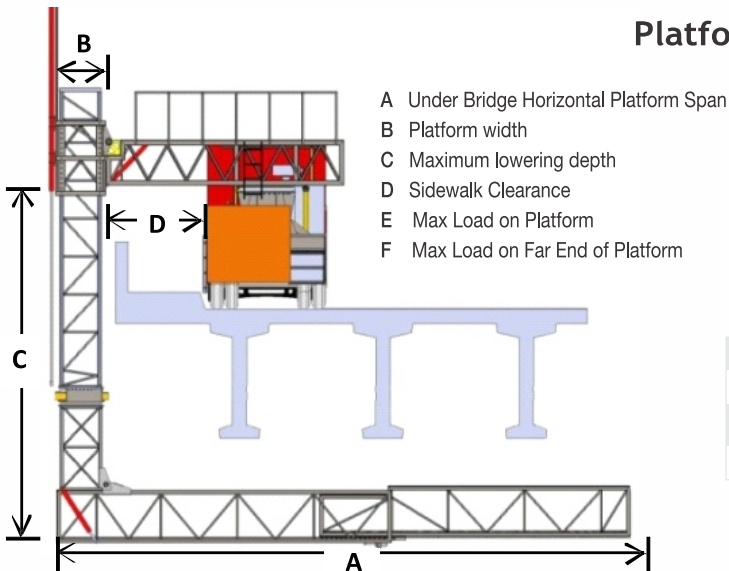 Platfo
B
A Under Bridge Horizontal Platform Span
B Platform width
C Maximum lowering depth
D Sidewalk Clearance
E Max Load on Platform
F Max Load on Far End of Platform
D
C
A